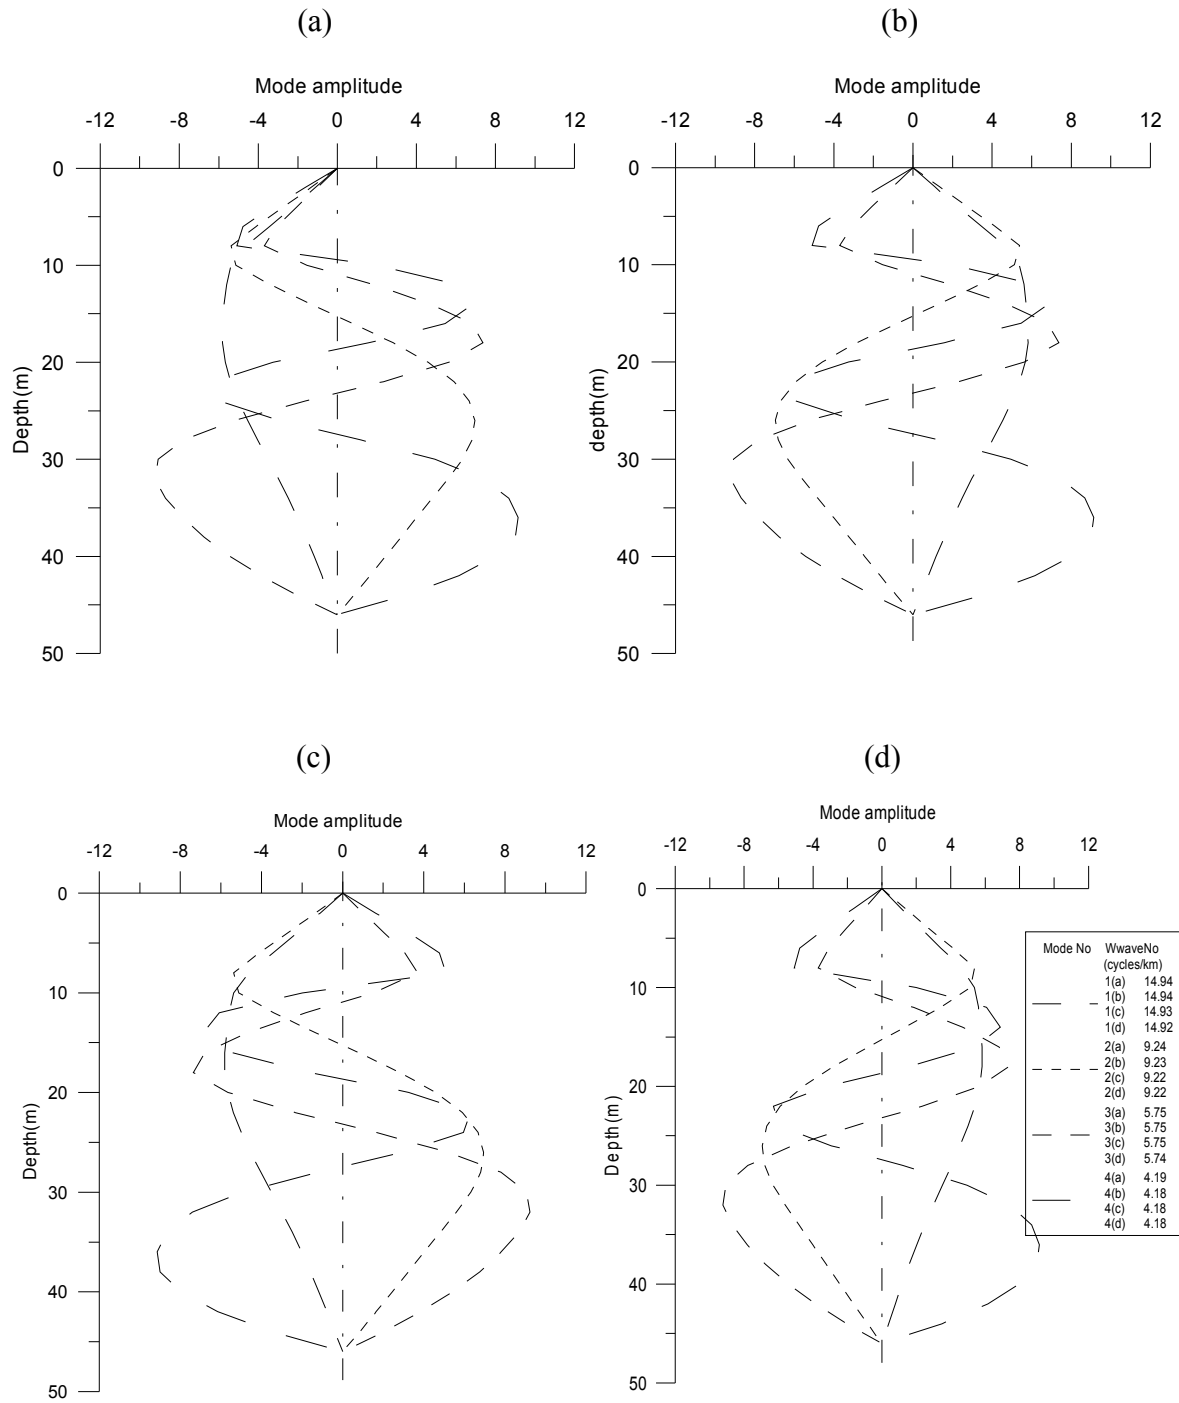 (a)
Mode amplitude
-12 -8 -4 0 4 8 12
0
10
20
30
40
50
Depth(m)
(b)
Mode amplitude
-12 -8 -4 0 4 8 12
0
10
20
30
40
50
depth(m)
(c)
Mode amplitude
-12 -8 -4 0 4 8 12
0
10
20
30
40
50
Depth(m)
(d)
Mode amplitude
-12 -8 -4 0 4 8 12
0
10
20
30
40
50
Depth(m)
Mode No WwaveNo
(cycles/km)
1(a) 14.94
1(b) 14.94
1(c) 14.93
1(d) 14.92
2(a) 9.24
2(b) 9.23
2(c) 9.22
2(d) 9.22
3(a) 5.75
3(b) 5.75
3(c) 5.75
3(d) 5.74
4(a) 4.19
4(b) 4.18
4(c) 4.18
4(d) 4.18